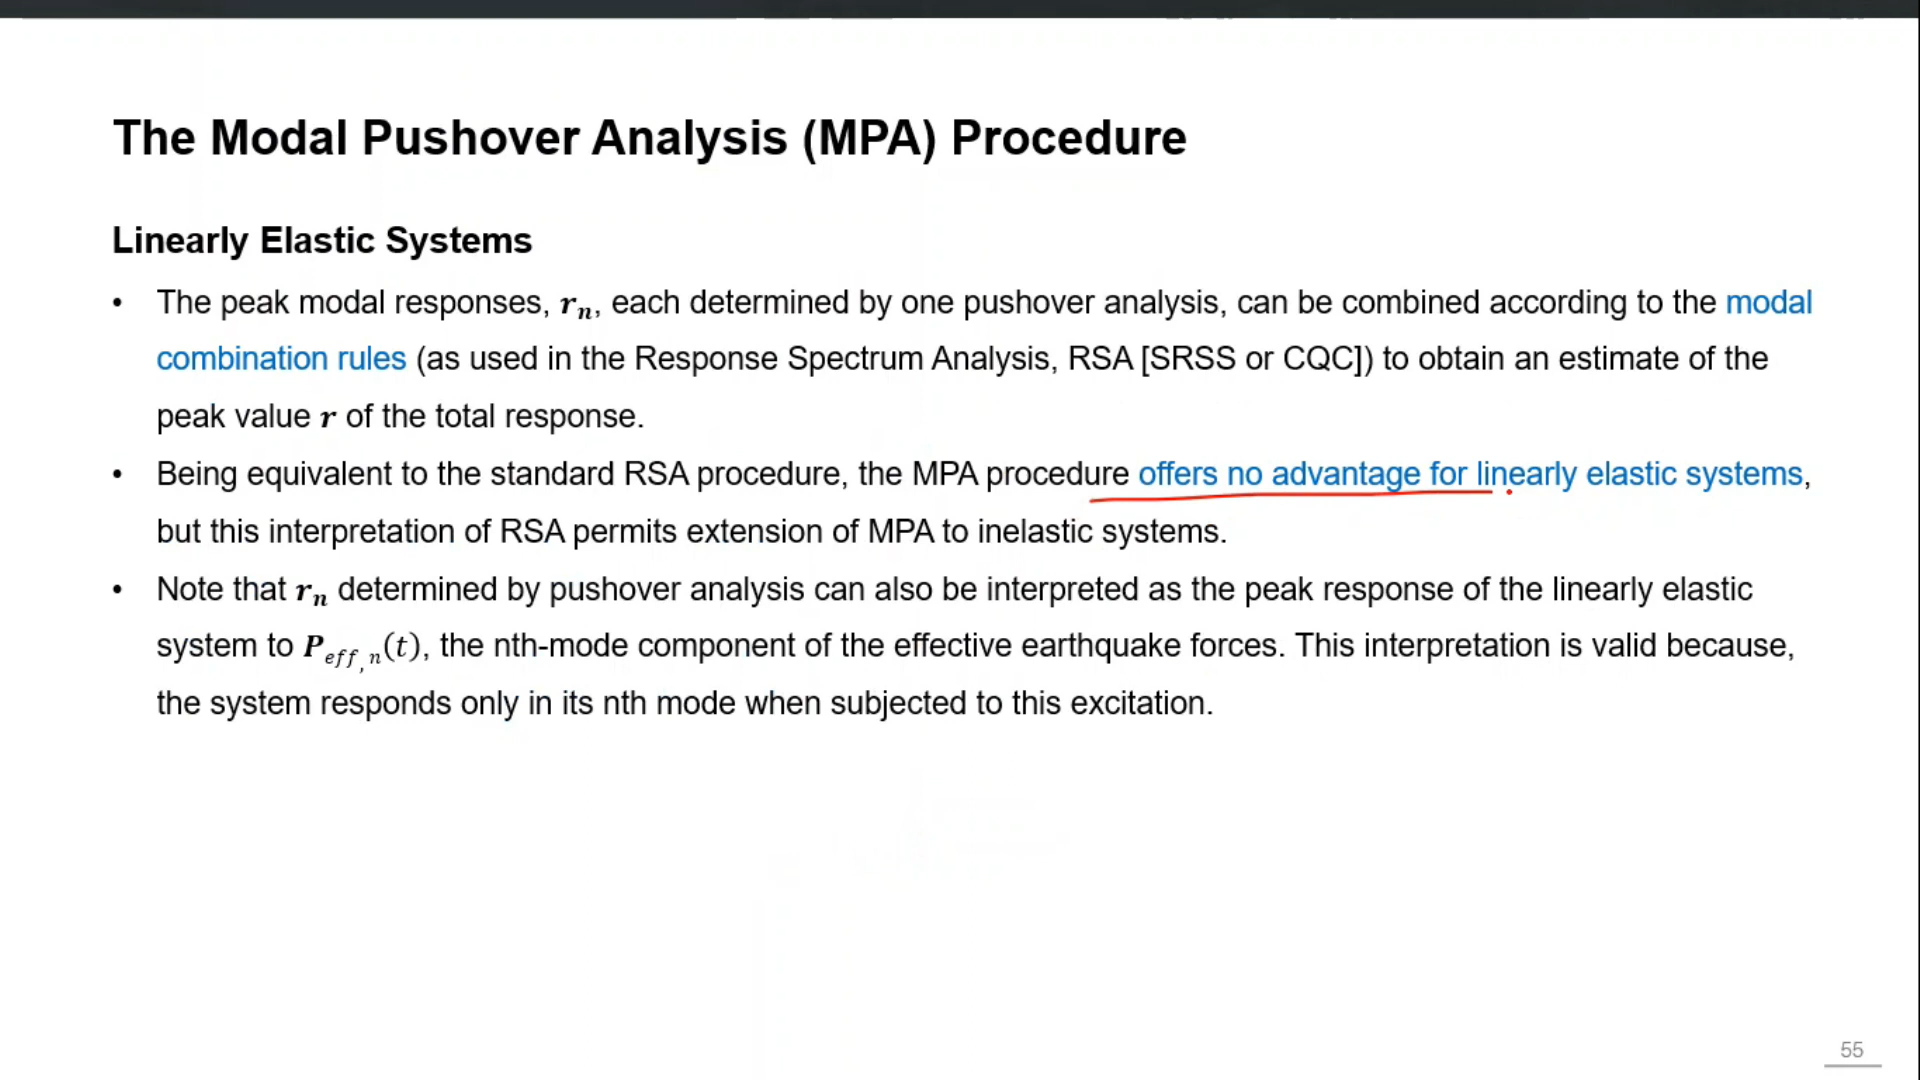 The Modal Pushover Analysis (MPA) Procedure
Linearly Elastic Systems
• The peak modal responses, rₙ, each determined by one pushover analysis, can be combined according to the modal
combination rules (as used in the Response Spectrum Analysis, RSA [SRSS or CQC]) to obtain an estimate of the
peak value r of the total response.
• Being equivalent to the standard RSA procedure, the MPA procedure offers no advantage for linearly elastic systems,
but this interpretation of RSA permits extension of MPA to inelastic systems.
• Note that rₙ determined by pushover analysis can also be interpreted as the peak response of the linearly elastic
system to P_{eff, n}(t), the nth-mode component of the effective earthquake forces. This interpretation is valid because,
the system responds only in its nth mode when subjected to this excitation.
55